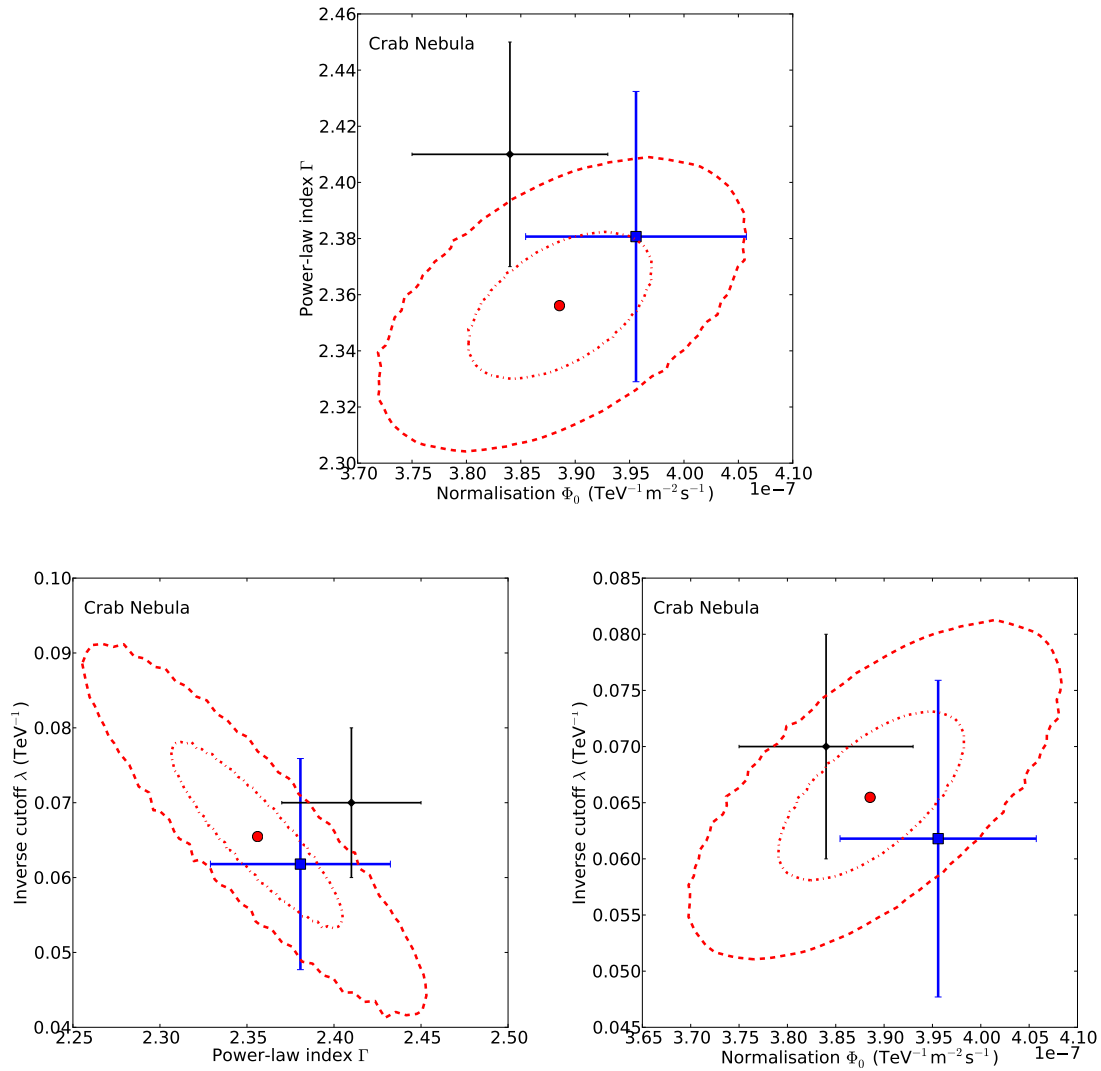 Crab Nebula
Power-law index Γ
2.46
2.44
2.42
2.40
2.38
2.36
2.34
2.32
2.30
3.70 3.75 3.80 3.85 3.90 3.95 4.00 4.05 4.10
Normalisation Φ₀ (TeV⁻¹m⁻²s⁻¹)
1e−7
Crab Nebula
Inverse cutoff λ (TeV⁻¹)
0.10
0.09
0.08
0.07
0.06
0.05
0.04
2.25 2.30 2.35 2.40 2.45 2.50
Power-law index Γ
Crab Nebula
Inverse cutoff λ (TeV⁻¹)
0.085
0.080
0.075
0.070
0.065
0.060
0.055
0.050
0.045
3.65 3.70 3.75 3.80 3.85 3.90 3.95 4.00 4.05 4.10
Normalisation Φ₀ (TeV⁻¹m⁻²s⁻¹)
1e−7